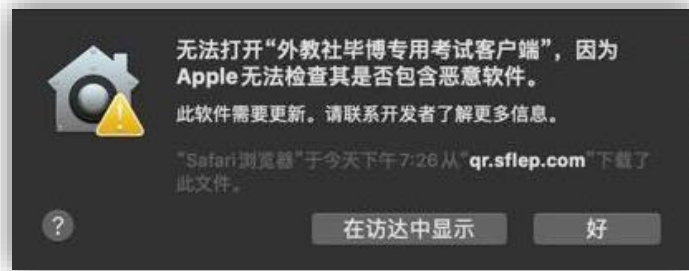 无法打开“外教社毕博专用考试客户端”，因为
Apple无法检查其是否包含恶意软件。
此软件需要更新。请联系开发者了解更多信息。
“Safari浏览器”于今天下午7:26从“qr.sflep.com”下载了
此文件。
?
在访达中显示
好